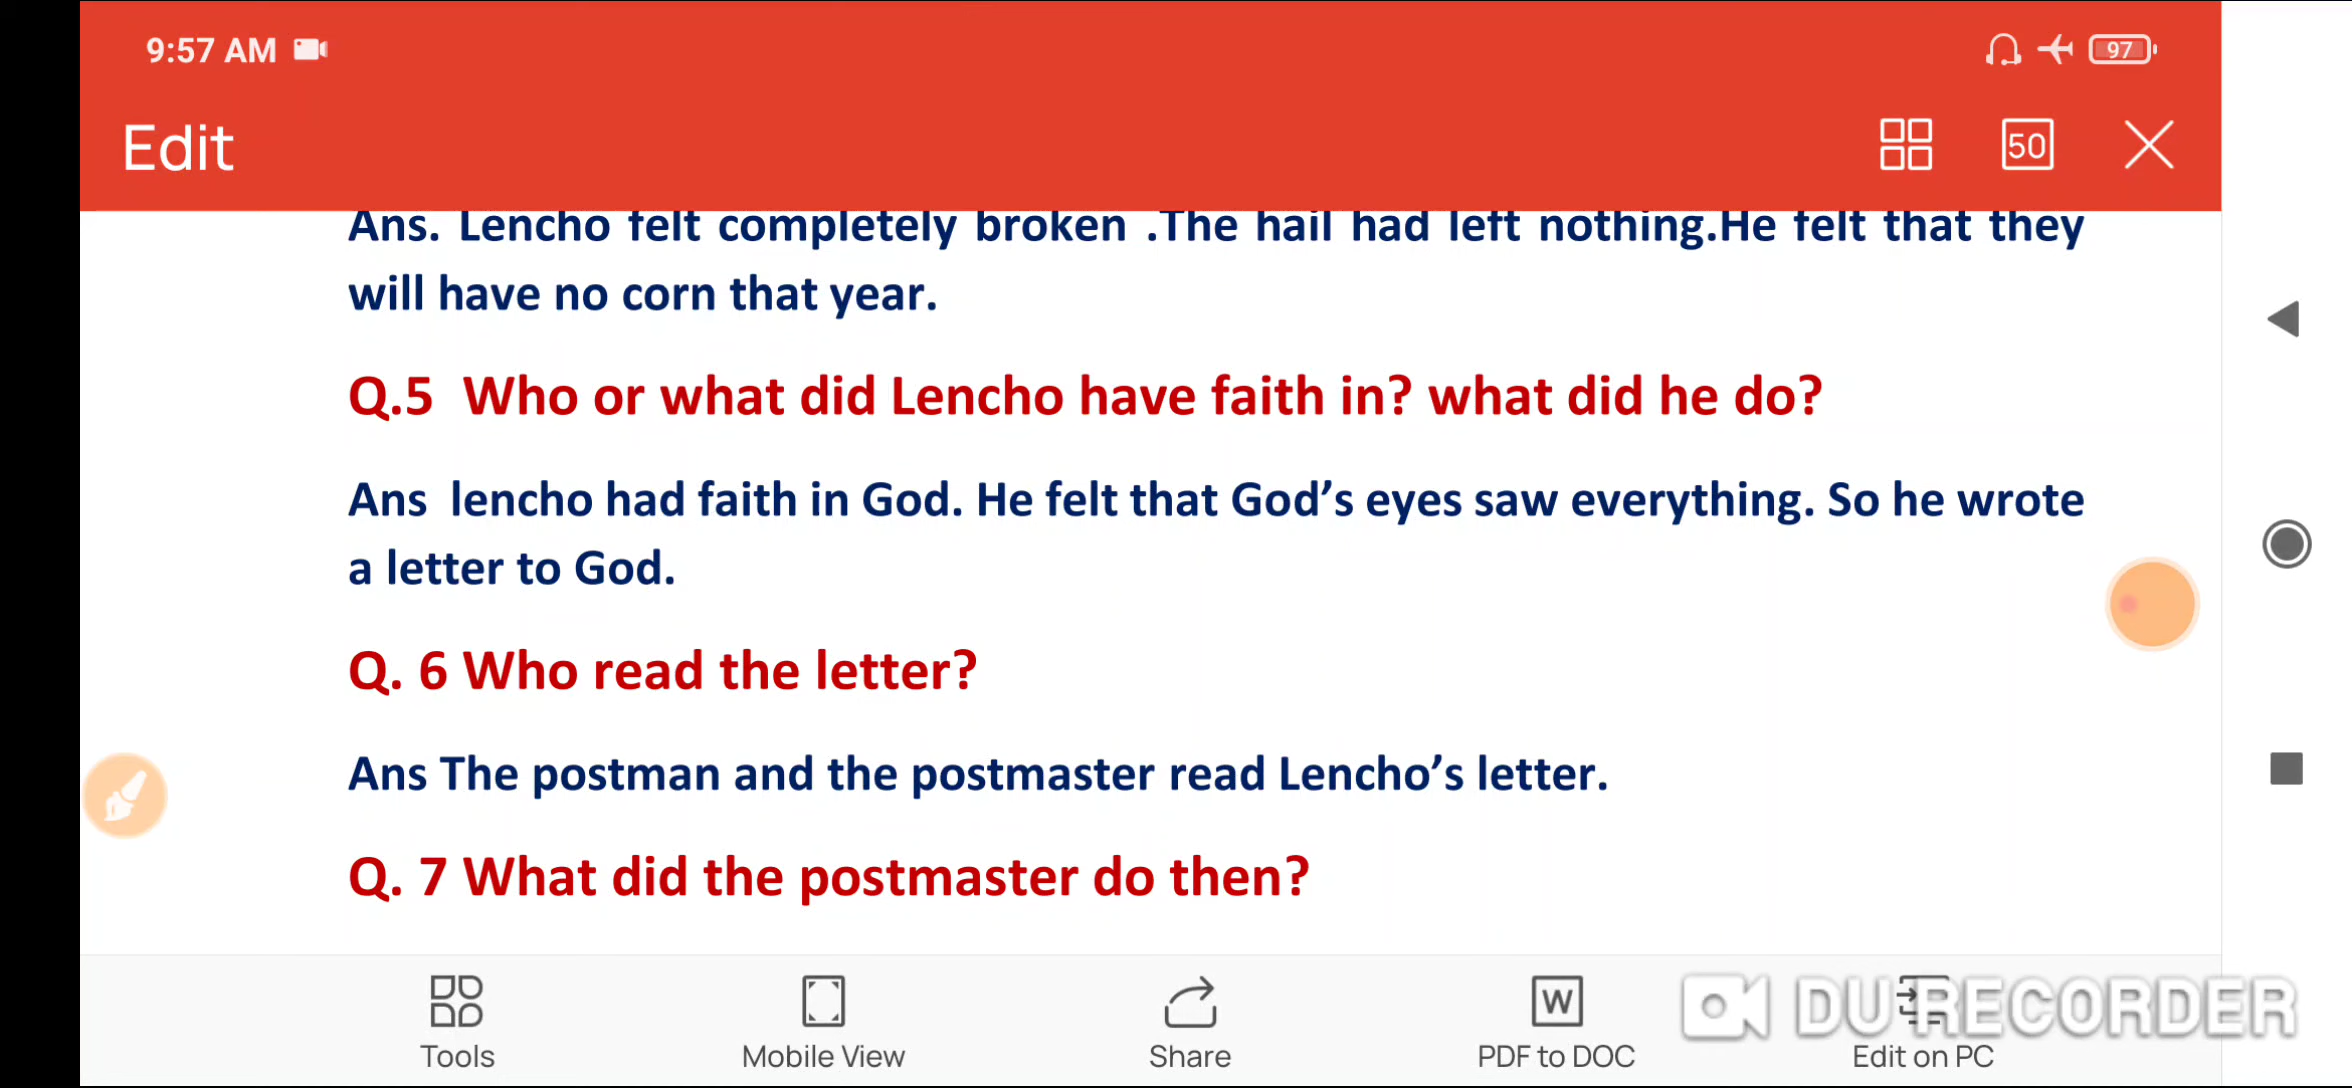 9:57 AM
97
Edit
50
Ans. Lencho felt completely broken .The hail had left nothing.He felt that they
will have no corn that year.
Q.5 Who or what did Lencho have faith in? what did he do?
Ans lencho had faith in God. He felt that God’s eyes saw everything. So he wrote
a letter to God.
Q. 6 Who read the letter?
Ans The postman and the postmaster read Lencho’s letter.
Q. 7 What did the postmaster do then?
W
DU RECORDER
Tools
Mobile View
Share
PDF to DOC
Edit on PC